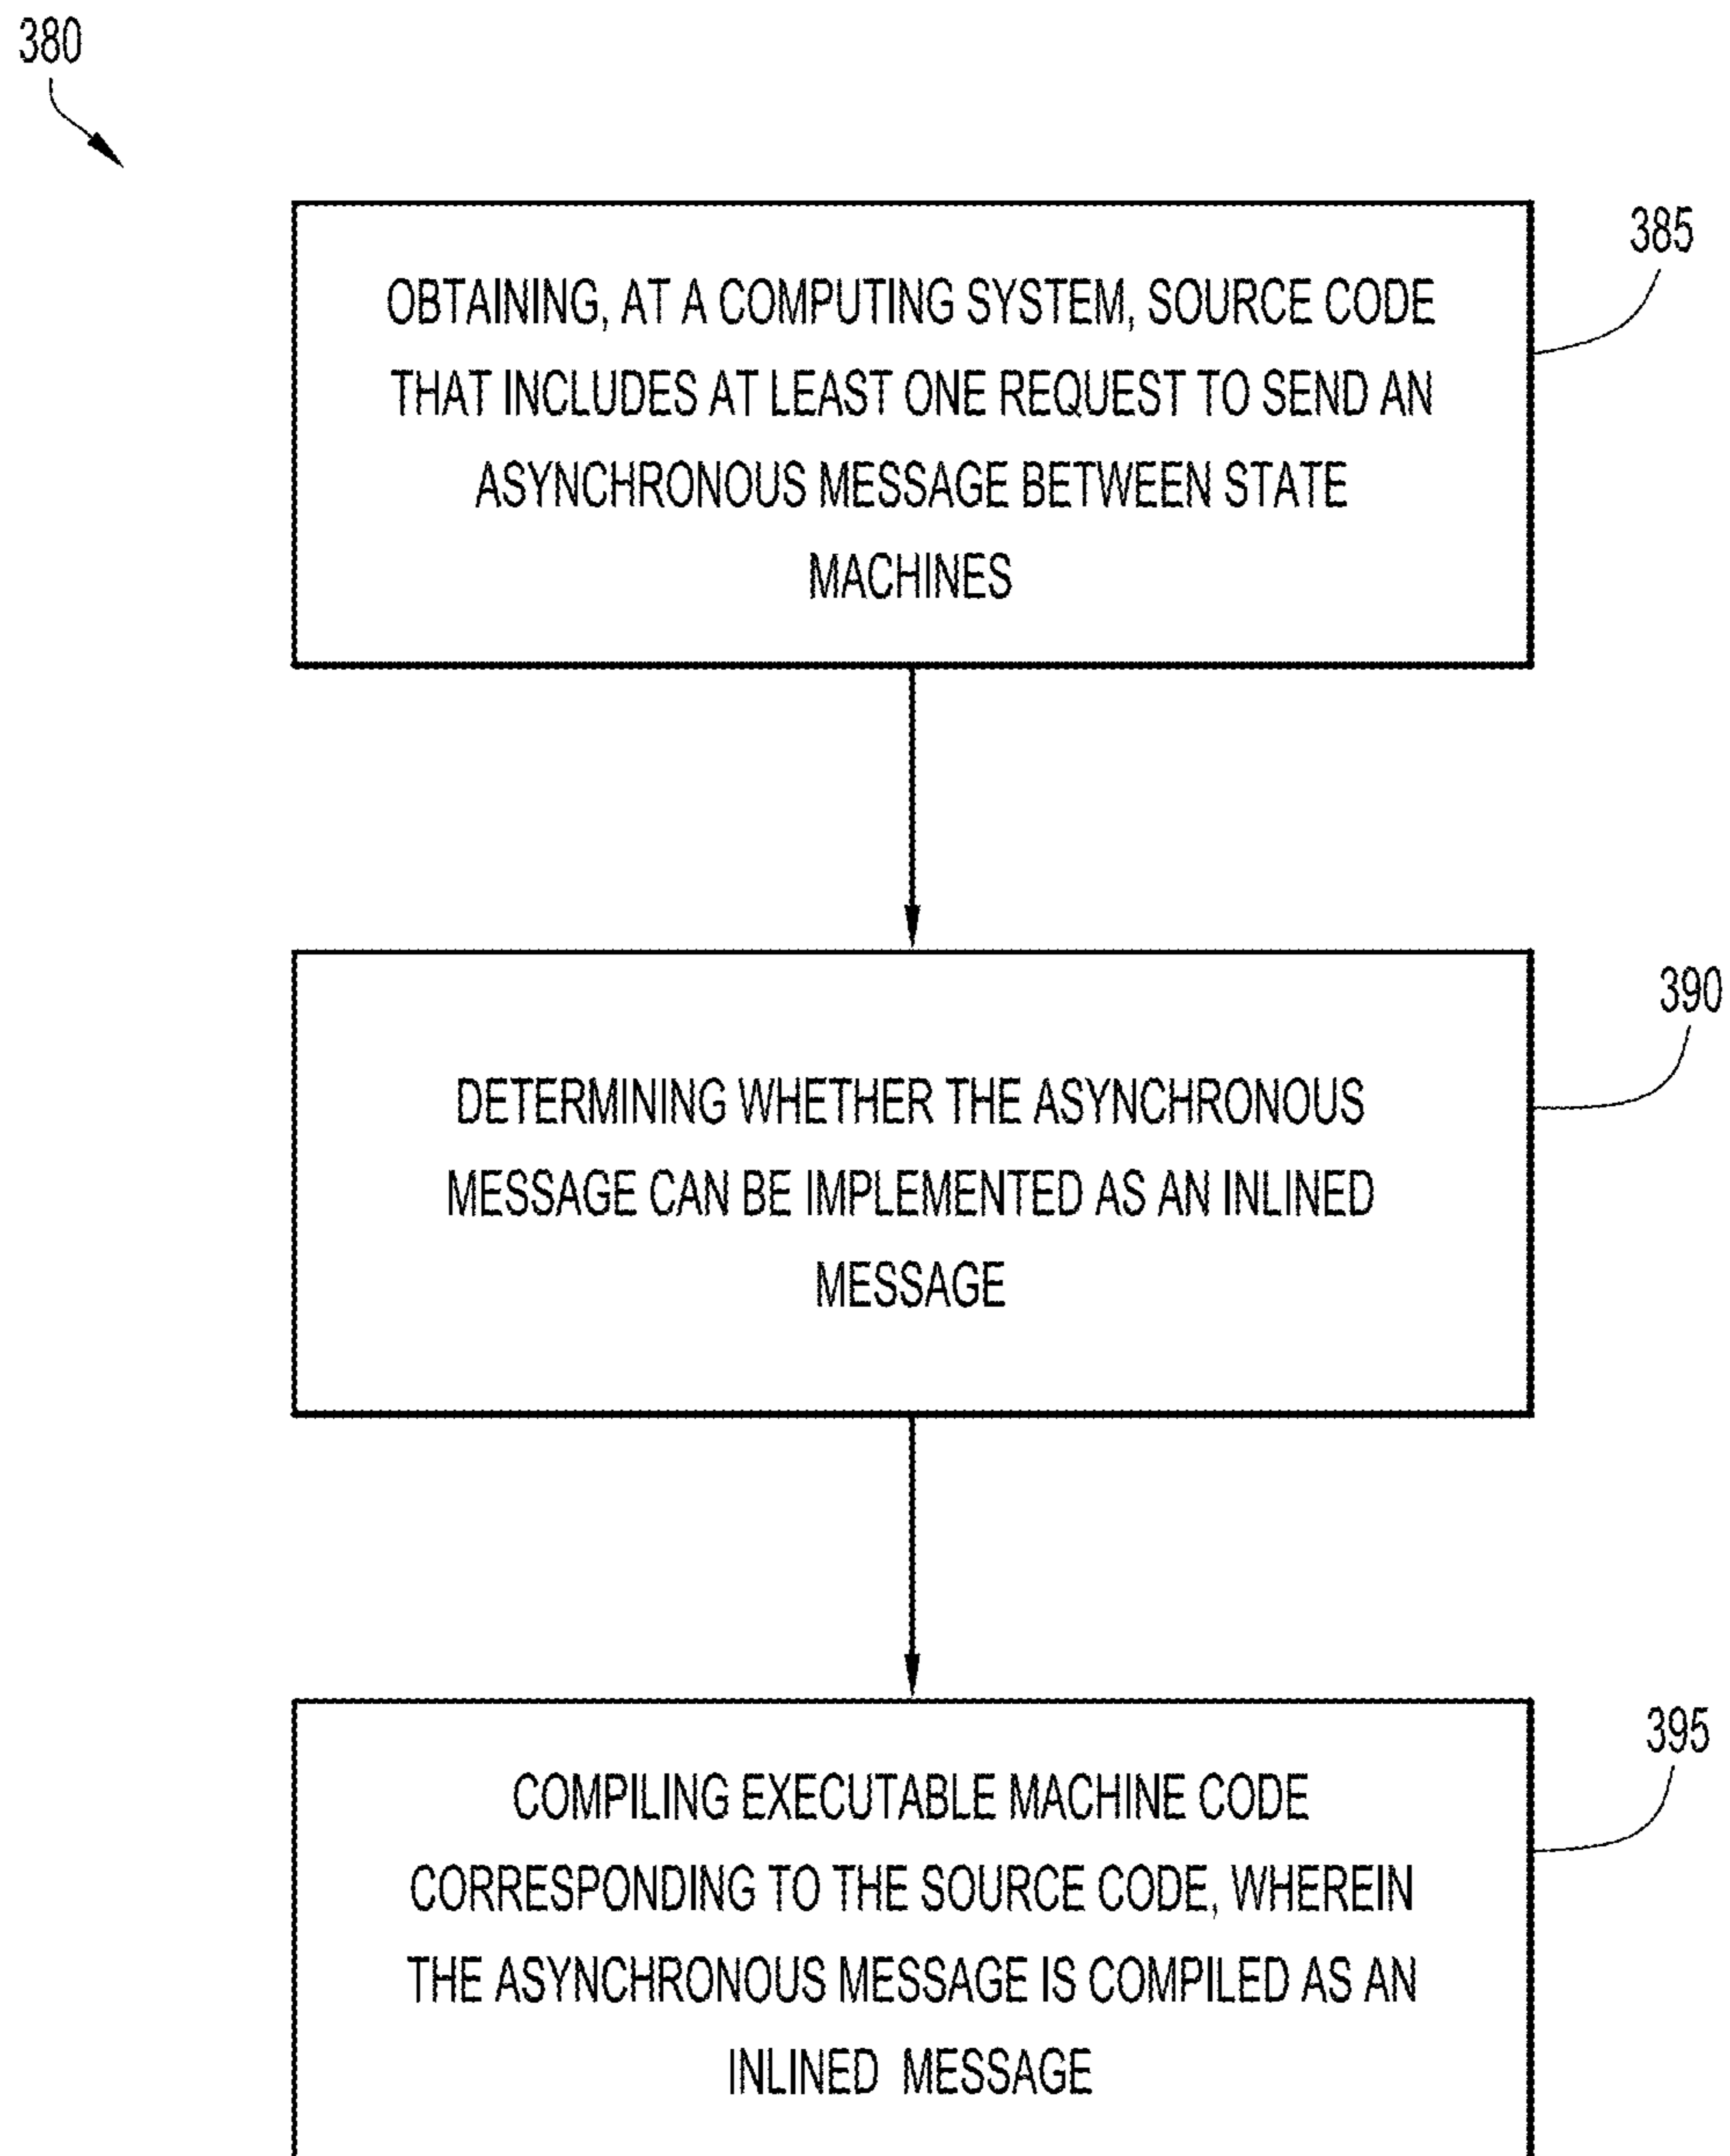 380
385
OBTAINING, AT A COMPUTING SYSTEM, SOURCE CODE
THAT INCLUDES AT LEAST ONE REQUEST TO SEND AN
ASYNCHRONOUS MESSAGE BETWEEN STATE
MACHINES
390
DETERMINING WHETHER THE ASYNCHRONOUS
MESSAGE CAN BE IMPLEMENTED AS AN INLINED
MESSAGE
395
COMPILING EXECUTABLE MACHINE CODE
CORRESPONDING TO THE SOURCE CODE, WHEREIN
THE ASYNCHRONOUS MESSAGE IS COMPILED AS AN
INLINED MESSAGE